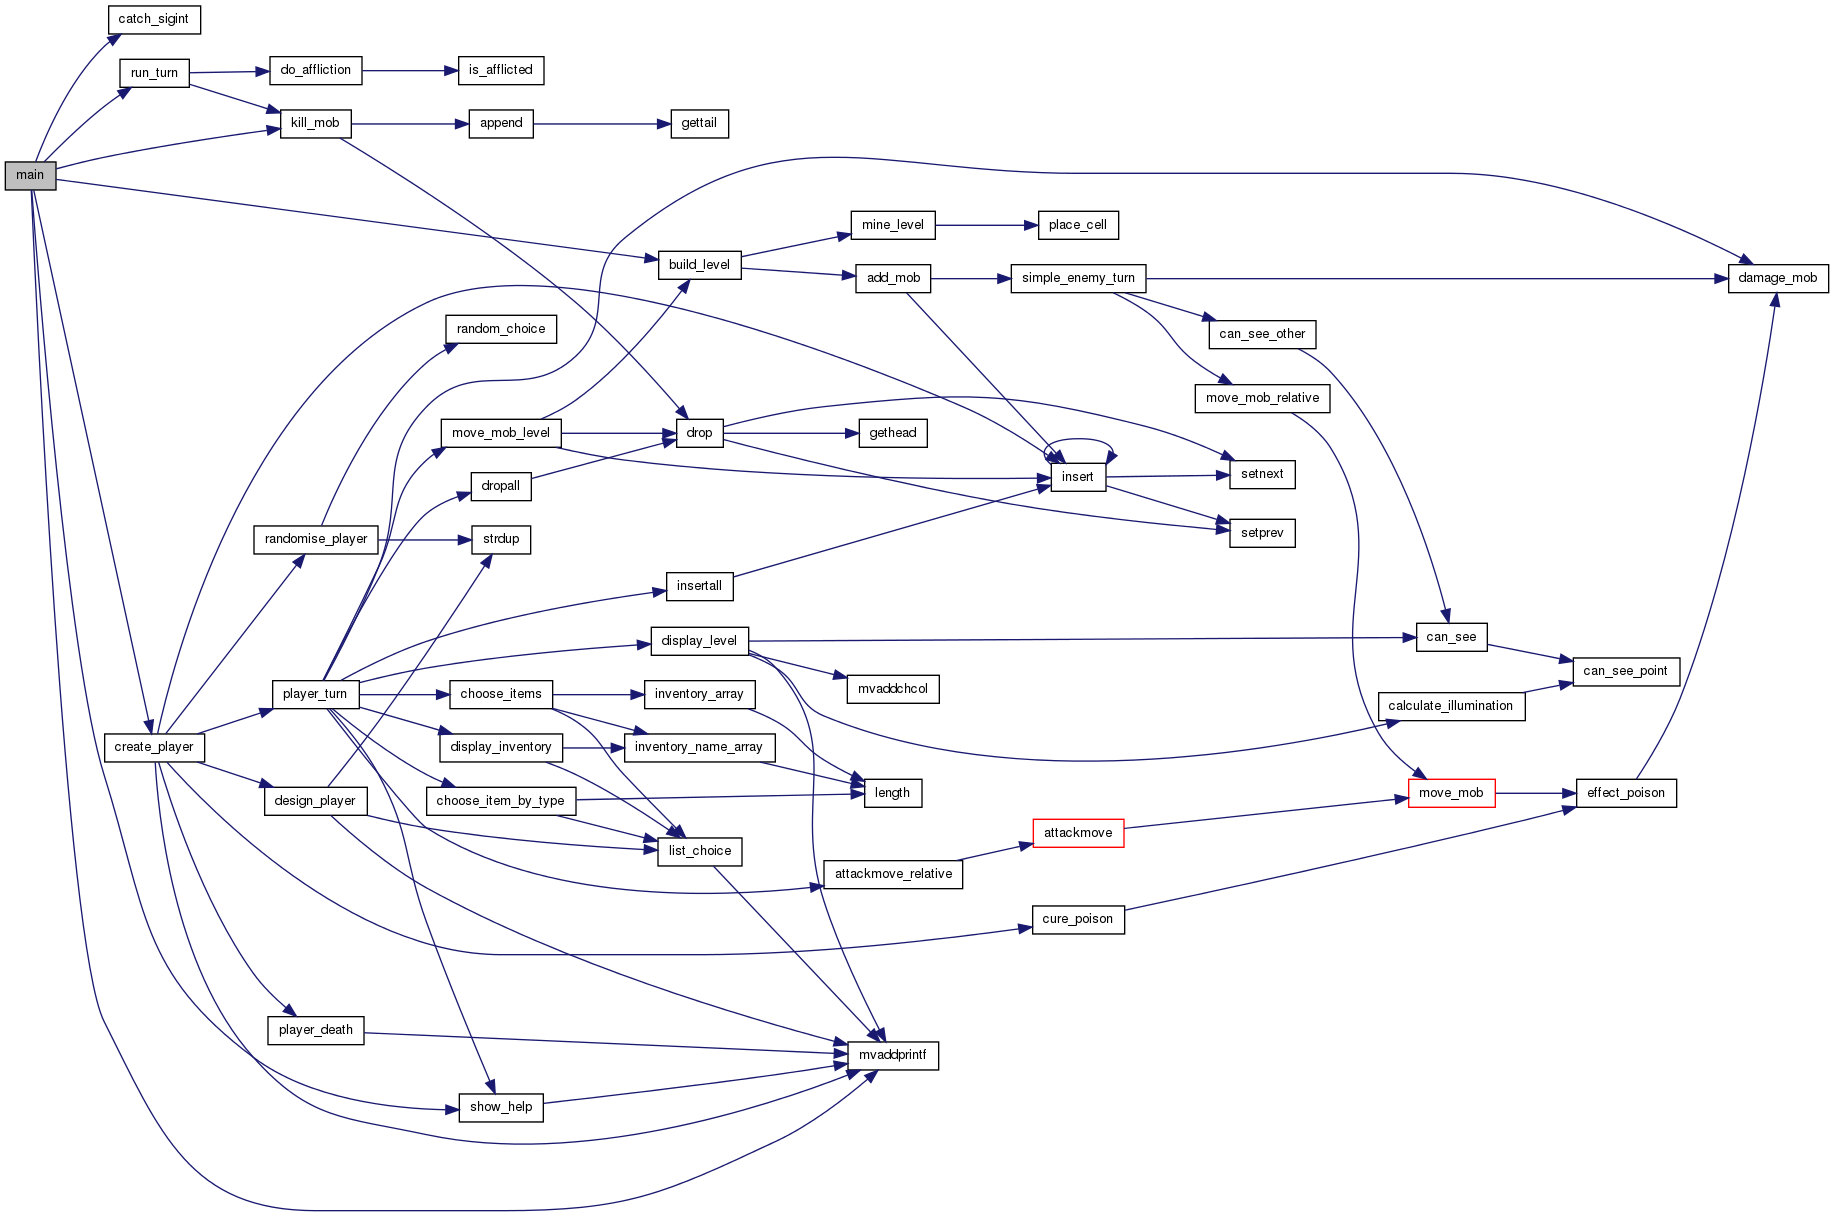 catch_sigint
run_turn
do_affliction
is_afflicted
kill_mob
append
gettail
main
mine_level
place_cell
build_level
add_mob
simple_enemy_turn
damage_mob
random_choice
can_see_other
move_mob_relative
move_mob_level
drop
gethead
insert
setnext
dropall
randomise_player
strdup
setprev
insertall
display_level
can_see
can_see_point
player_turn
choose_items
inventory_array
mvaddchcol
calculate_illumination
create_player
display_inventory
inventory_name_array
design_player
choose_item_by_type
length
move_mob
effect_poison
list_choice
attackmove
attackmove_relative
cure_poison
player_death
mvaddprintf
show_help